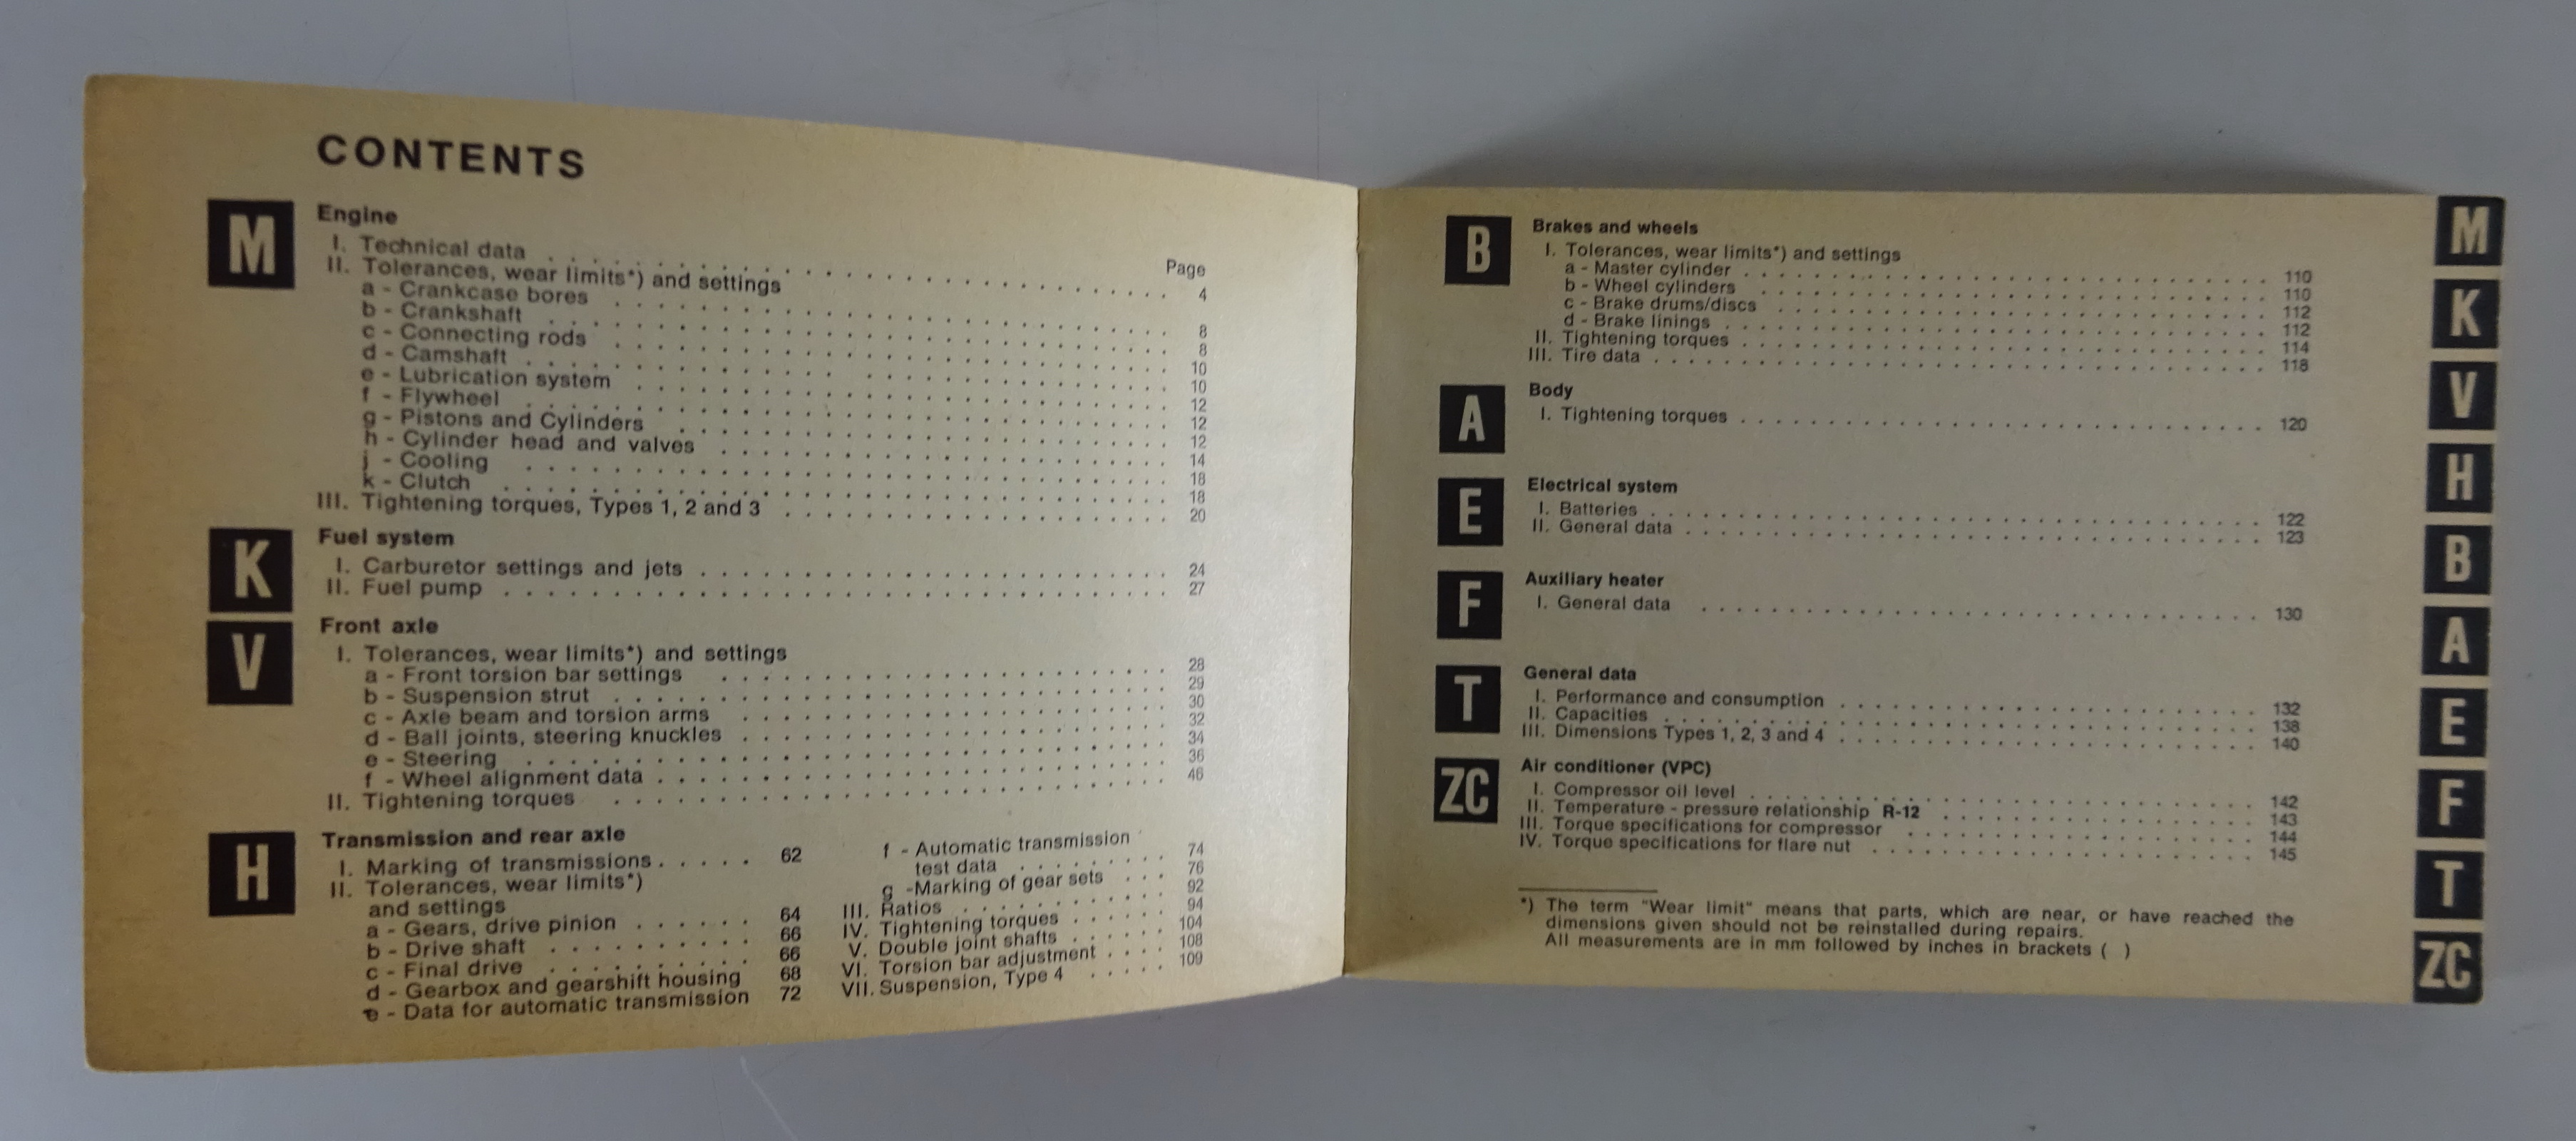 CONTENTS
M
Engine
Page
I. Technical data . . . . . . . . . . . . . . . . . . . . 4
II. Tolerances, wear limits*) and settings
a - Crankcase bores . . . . . . . . . . . . . . . . . . . . 8
b - Crankshaft . . . . . . . . . . . . . . . . . . . . 8
c - Connecting rods . . . . . . . . . . . . . . . . . . . . 10
d - Camshaft . . . . . . . . . . . . . . . . . . . . 10
e - Lubrication system . . . . . . . . . . . . . . . . . . . . 12
f - Flywheel . . . . . . . . . . . . . . . . . . . . 12
g - Pistons and Cylinders . . . . . . . . . . . . . . . . . . . . 12
h - Cylinder head and valves . . . . . . . . . . . . . . . . 14
j - Cooling . . . . . . . . . . . . . . . . . . . . 18
k - Clutch . . . . . . . . . . . . . . . . . . . . 18
III. Tightening torques, Types 1, 2 and 3 . . . . . . . . . . . . . . 20
K
Fuel system
I. Carburetor settings and jets . . . . . . . . . . . . . . . . . 24
II. Fuel pump . . . . . . . . . . . . . . . . . . . . 27
V
Front axle
I. Tolerances, wear limits*) and settings
a - Front torsion bar settings . . . . . . . . . . . . . . . . 28
b - Suspension strut . . . . . . . . . . . . . . . . . . . . 29
c - Axle beam and torsion arms . . . . . . . . . . . . . . . . 30
d - Ball joints, steering knuckles . . . . . . . . . . . . . . . . 32
e - Steering . . . . . . . . . . . . . . . . . . . . 34
f - Wheel alignment data . . . . . . . . . . . . . . . . . . . 36
II. Tightening torques . . . . . . . . . . . . . . . . . . . . 46
H
Transmission and rear axle
I. Marking of transmissions . . . . . 62
II. Tolerances, wear limits*)
and settings
a - Gears, drive pinion . . . . . . 64
b - Drive shaft . . . . . . . . . . 66
c - Final drive . . . . . . . . . . 66
d - Gearbox and gearshift housing 68
e - Data for automatic transmission 72
f - Automatic transmission
test data . . . . . . . . 74
g -Marking of gear sets . . . 76
III. Ratios . . . . . . . . . . 92
IV. Tightening torques . . . . . 94
V. Double joint shafts . . . . . . 104
VI. Torsion bar adjustment . . . . 108
VII. Suspension, Type 4 . . . . . 109
B
Brakes and wheels
I. Tolerances, wear limits*) and settings
a - Master cylinder . . . . . . . . . . . . . . . . . . . . 110
b - Wheel cylinders . . . . . . . . . . . . . . . . . . . . 110
c - Brake drums/discs . . . . . . . . . . . . . . . . . . . . 112
d - Brake linings . . . . . . . . . . . . . . . . . . . . 112
II. Tightening torques . . . . . . . . . . . . . . . . . . . . 114
III. Tire data . . . . . . . . . . . . . . . . . . . . 118
A
Body
I. Tightening torques . . . . . . . . . . . . . . . . . . . . 120
E
Electrical system
I. Batteries . . . . . . . . . . . . . . . . . . . . 122
II. General data . . . . . . . . . . . . . . . . . . . . 123
F
Auxiliary heater
I. General data . . . . . . . . . . . . . . . . . . . . 130
T
General data
I. Performance and consumption . . . . . . . . . . . . . . . . 132
II. Capacities . . . . . . . . . . . . . . . . . . . . 138
III. Dimensions Types 1, 2, 3 and 4 . . . . . . . . . . . . . . . . 140
ZC
Air conditioner (VPC)
I. Compressor oil level . . . . . . . . . . . . . . . . . . . . 142
II. Temperature - pressure relationship R-12 . . . . . . . . . . . . 143
III. Torque specifications for compressor . . . . . . . . . . . . . . 144
IV. Torque specifications for flare nut . . . . . . . . . . . . . . . 145
*) The term "Wear limit" means that parts, which are near, or have reached the
dimensions given should not be reinstalled during repairs.
All measurements are in mm followed by inches in brackets ( )
M
K
V
H
B
A
E
F
T
ZC